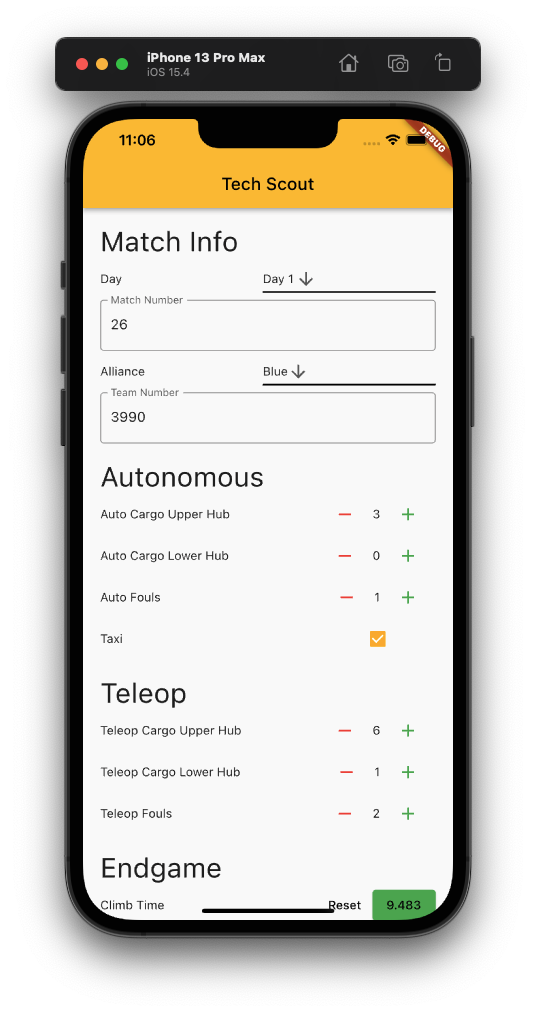 iPhone 13 Pro Max
iOS 15.4
11:06
DEBUG
Tech Scout
Match Info
Day Day 1
Match Number
26
Alliance Blue
Team Number
3990
Autonomous
Auto Cargo Upper Hub 3
Auto Cargo Lower Hub 0
Auto Fouls 1
Taxi
Teleop
Teleop Cargo Upper Hub 6
Teleop Cargo Lower Hub 1
Teleop Fouls 2
Endgame
Climb Time Reset 9.483